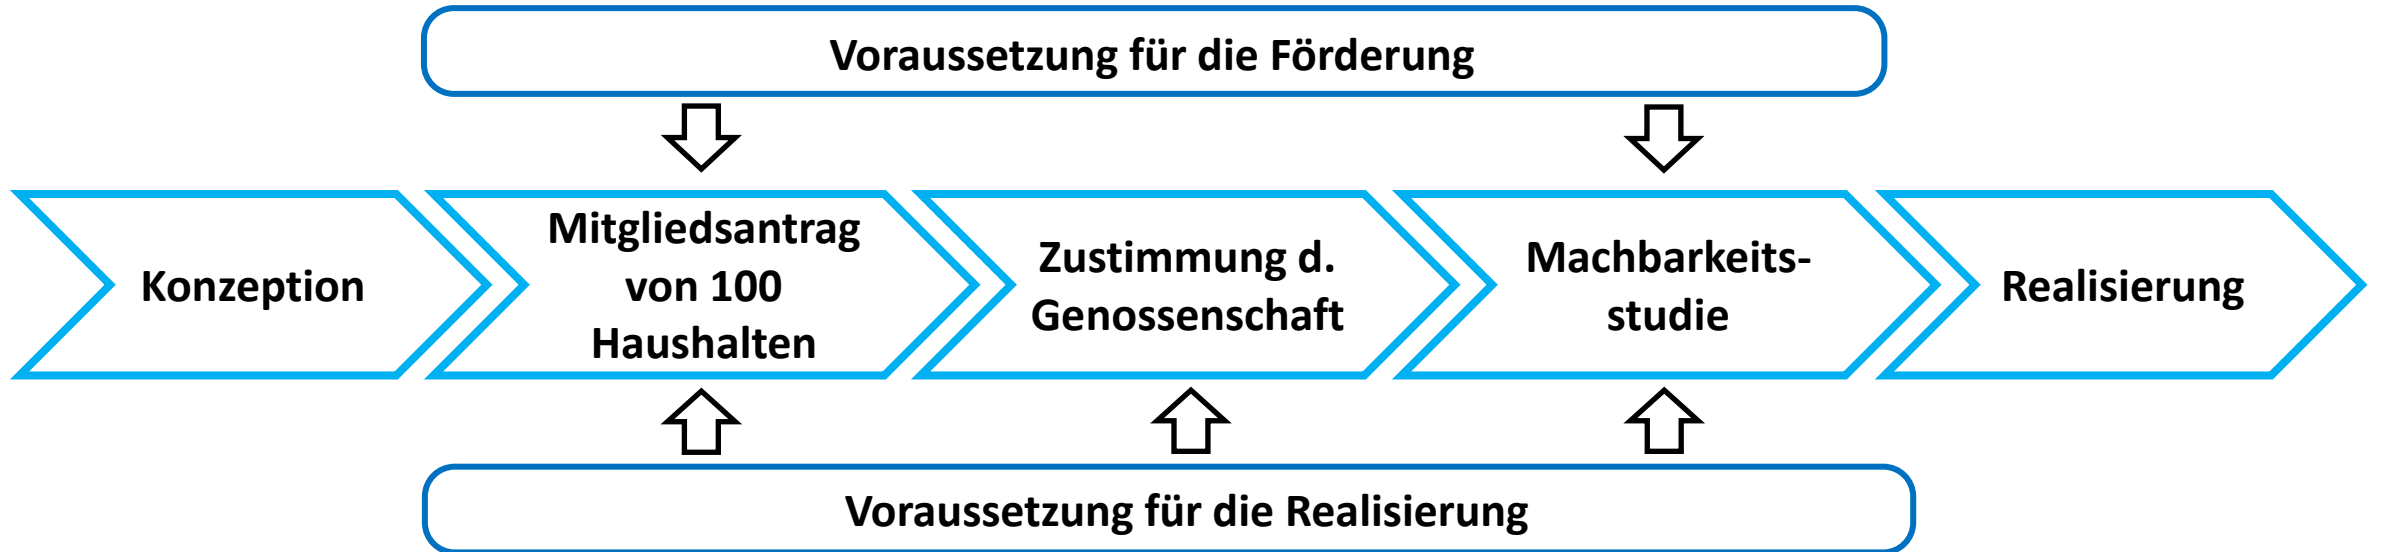 Voraussetzung für die Förderung
Konzeption
Mitgliedsantrag
von 100
Haushalten
Zustimmung d.
Genossenschaft
Machbarkeits-
studie
Realisierung
Voraussetzung für die Realisierung